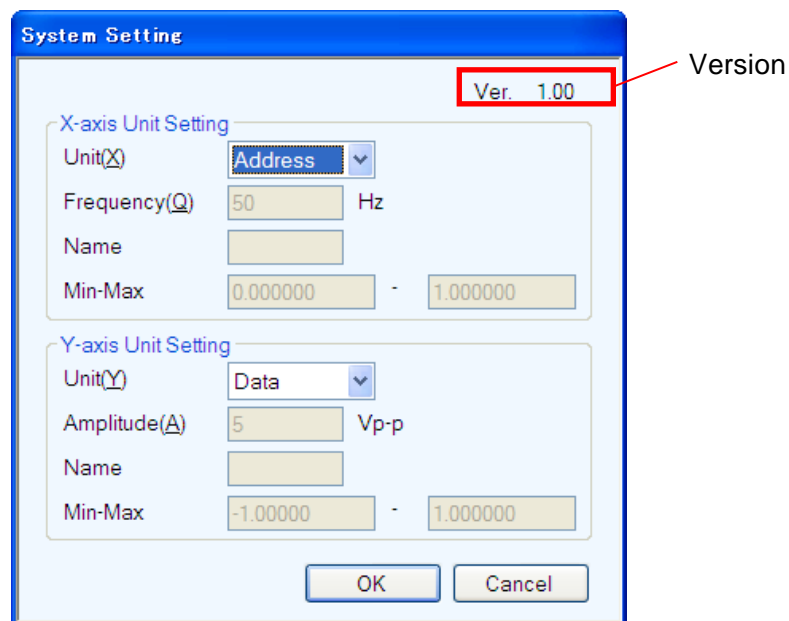 System Setting
Version
Ver. 1.00
X-axis Unit Setting
Unit(X) Address
Frequency(Q) 50 Hz
Name
Min-Max 0.000000 - 1.000000
Y-axis Unit Setting
Unit(Y) Data
Amplitude(A) 5 Vp-p
Name
Min-Max -1.00000 - 1.000000
OK Cancel